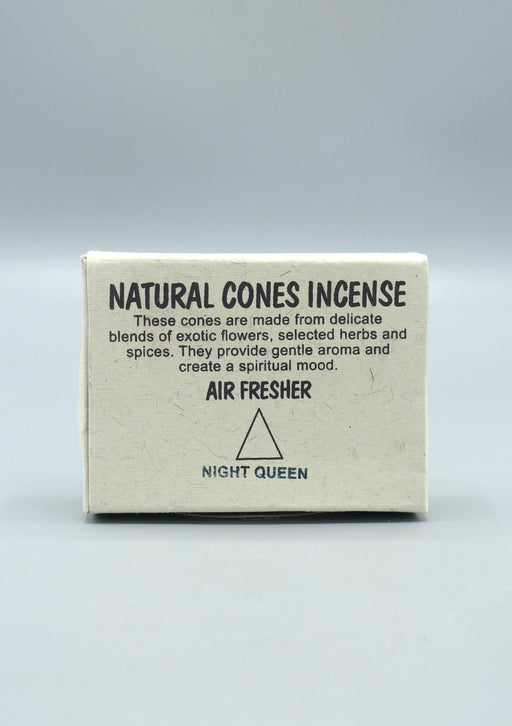 NATURAL CONES INCENSE
These cones are made from delicate
blends of exotic flowers, selected herbs and
spices. They provide gentle aroma and
create a spiritual mood.
AIR FRESHER
NIGHT QUEEN